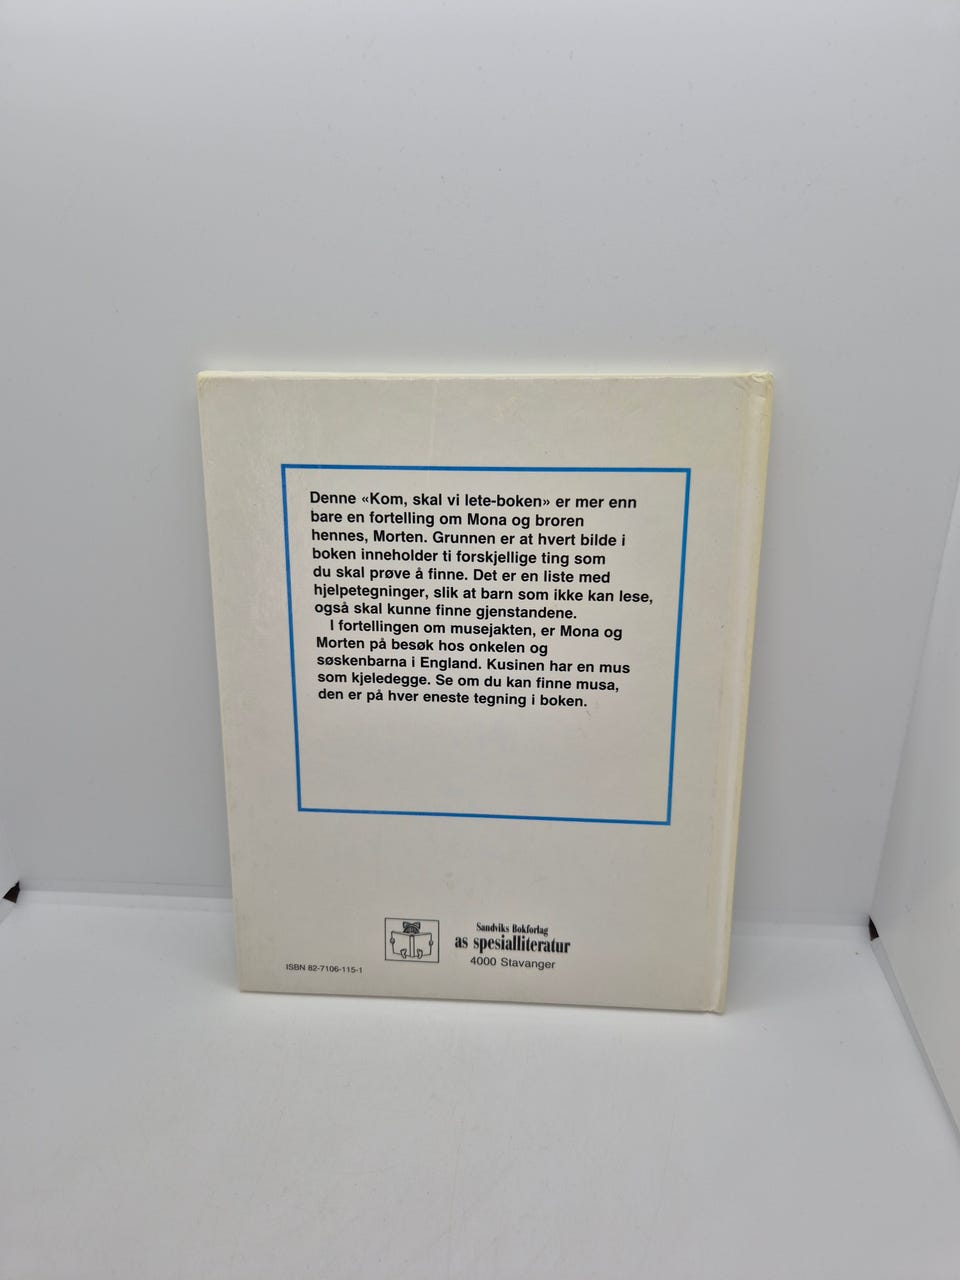 Denne «Kom, skal vi lete-boken» er mer enn
bare en fortelling om Mona og broren
hennes, Morten. Grunnen er at hvert bilde i
boken inneholder ti forskjellige ting som
du skal prøve å finne. Det er en liste med
hjelpetegninger, slik at barn som ikke kan lese,
også skal kunne finne gjenstandene.
I fortellingen om musejakten, er Mona og
Morten på besøk hos onkelen og
søskenbarna i England. Kusinen har en mus
som kjeledegge. Se om du kan finne musa,
den er på hver eneste tegning i boken.
Sandviks Bokforlag
as spesialliteratur
4000 Stavanger
ISBN 82-7106-115-1